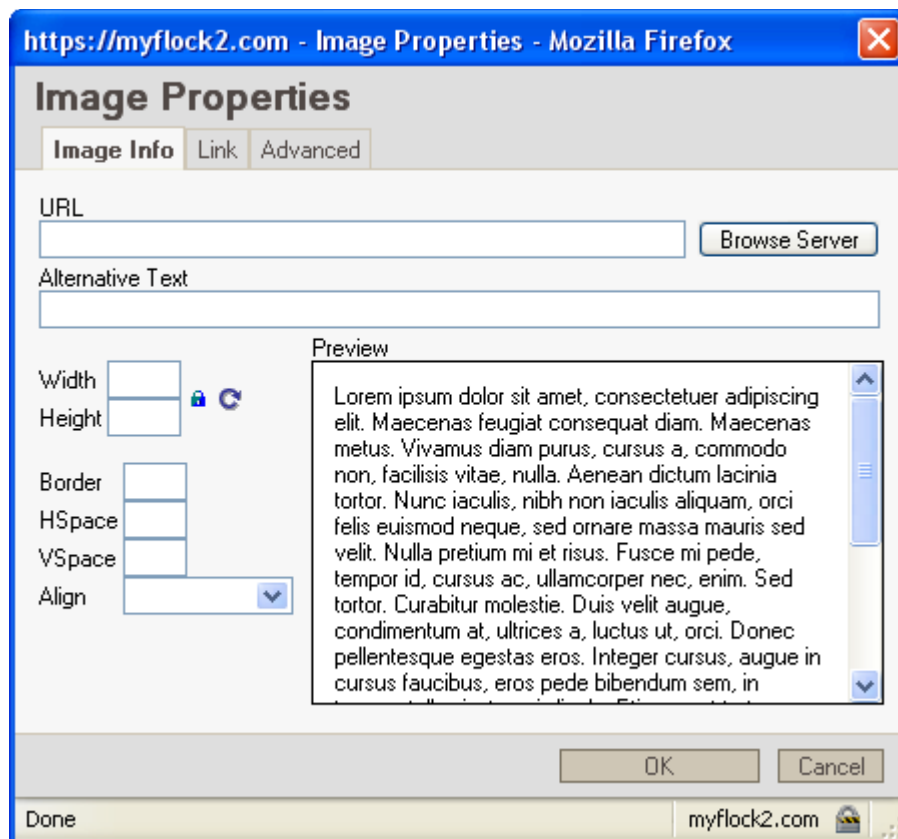 https://myflock2.com - Image Properties - Mozilla Firefox
Image Properties
Image Info Link Advanced
URL
Browse Server
Alternative Text
Preview
Width
Height
Border
HSpace
VSpace
Align
Lorem ipsum dolor sit amet, consectetuer adipiscing
elit. Maecenas feugiat consequat diam. Maecenas
metus. Vivamus diam purus, cursus a, commodo
non, facilisis vitae, nulla. Aenean dictum lacinia
tortor. Nunc iaculis, nibh non iaculis aliquam, orci
felis euismod neque, sed ornare massa mauris sed
velit. Nulla pretium mi et risus. Fusce mi pede,
tempor id, cursus ac, ullamcorper nec, enim. Sed
tortor. Curabitur molestie. Duis velit augue,
condimentum at, ultrices a, luctus ut, orci. Donec
pellentesque egestas eros. Integer cursus, augue in
cursus faucibus, eros pede bibendum sem, in
OK Cancel
Done myflock2.com